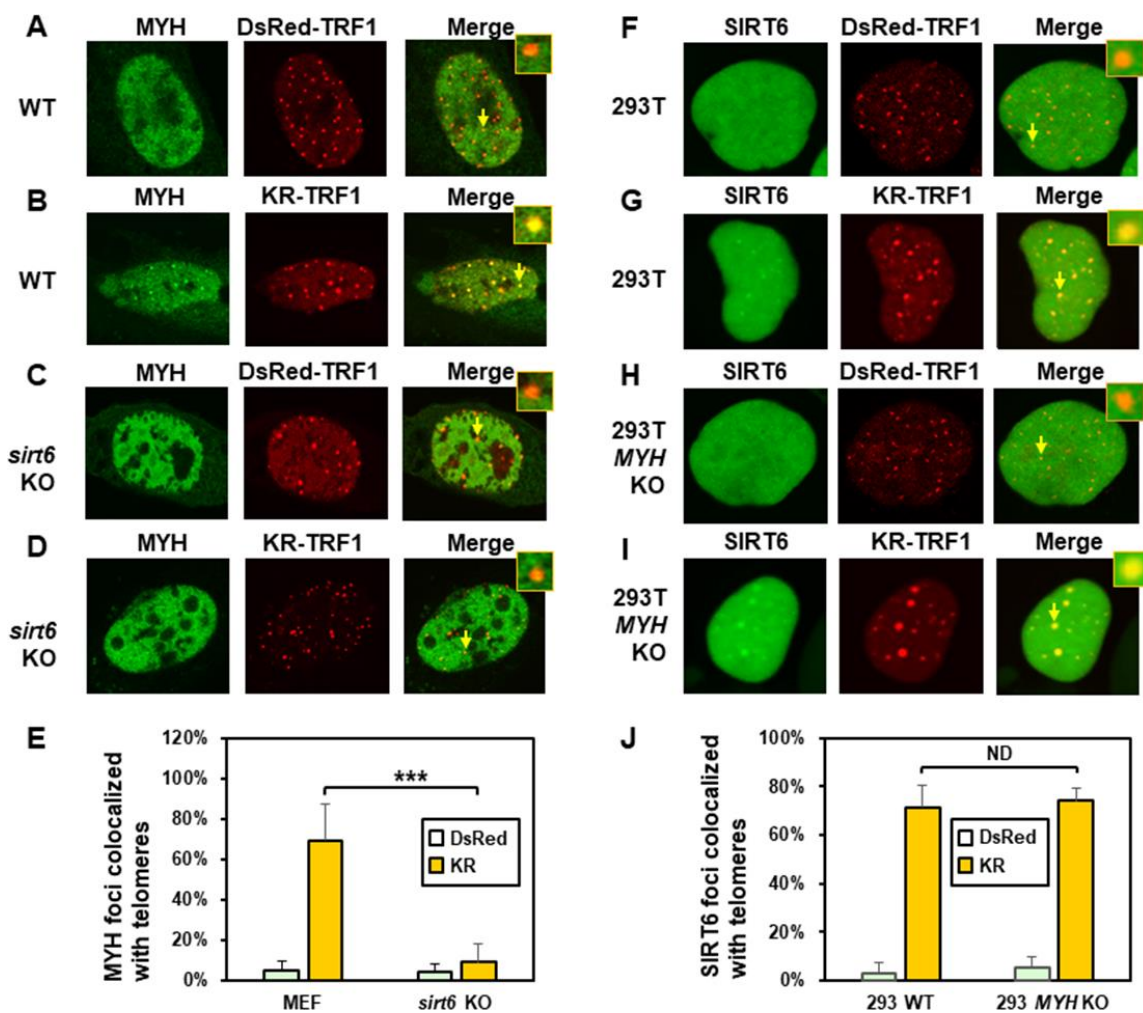 A
MYH DsRed-TRF1 Merge
WT
B
MYH KR-TRF1 Merge
WT
C
MYH DsRed-TRF1 Merge
sirt6
KO
D
MYH KR-TRF1 Merge
sirt6
KO
E
MYH foci colocalized
with telomeres
120%
100%
80%
60%
40%
20%
0%
***
DsRed
KR
MEF sirt6 KO
F
SIRT6 DsRed-TRF1 Merge
293T
G
SIRT6 KR-TRF1 Merge
293T
H
SIRT6 DsRed-TRF1 Merge
293T
MYH
KO
I
SIRT6 KR-TRF1 Merge
293T
MYH
KO
J
SIRT6 foci colocalized
with telomeres
100%
80%
60%
40%
20%
0%
ND
DsRed
KR
293 WT 293 MYH KO